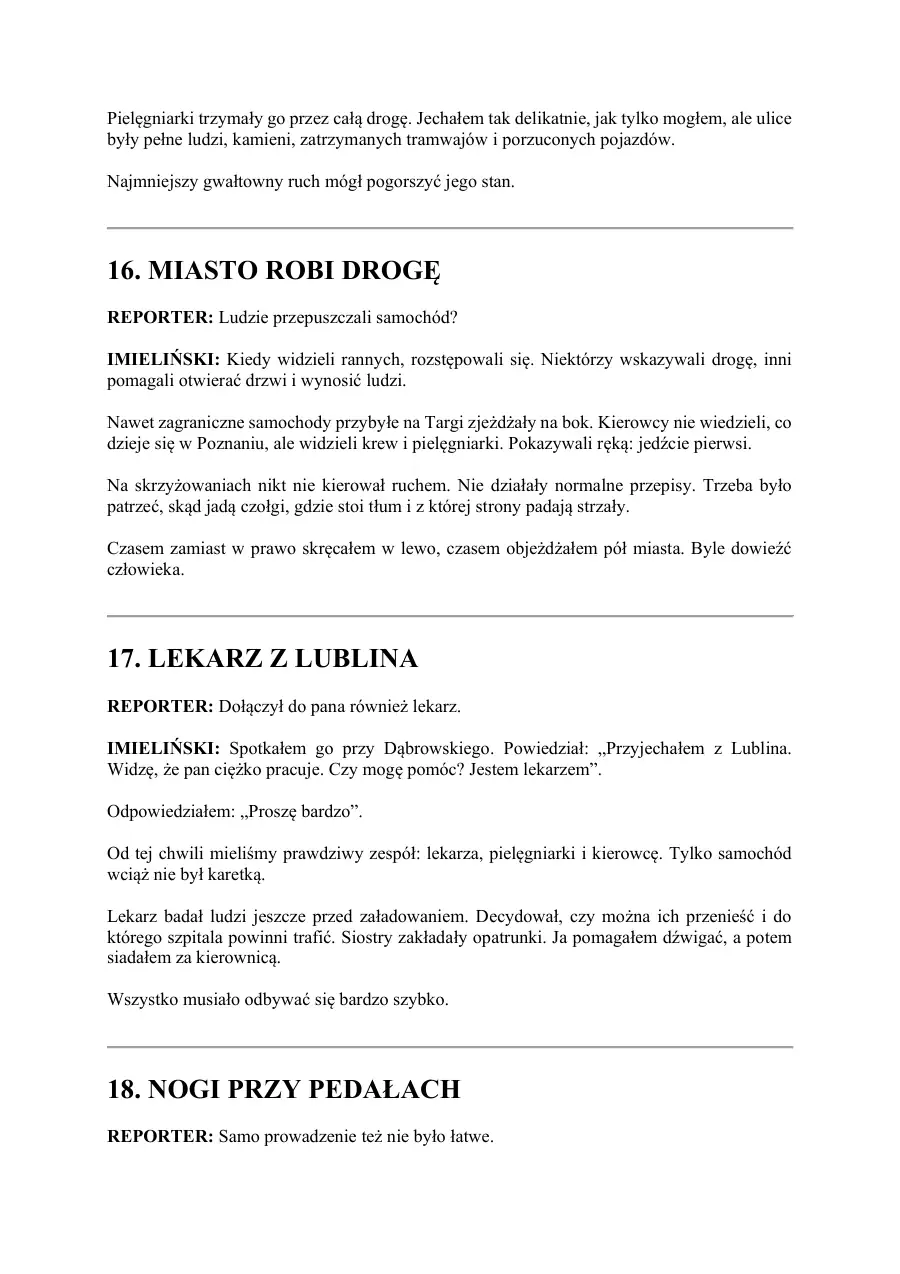 Pielęgniarki trzymały go przez całą drogę. Jechałem tak delikatnie, jak tylko mogłem, ale ulice
były pełne ludzi, kamieni, zatrzymanych tramwajów i porzuconych pojazdów.
Najmniejszy gwałtowny ruch mógł pogorszyć jego stan.
16. MIASTO ROBI DROGĘ
REPORTER: Ludzie przepuszczali samochód?
IMIELIŃSKI: Kiedy widzieli rannych, rozstępowali się. Niektórzy wskazywali drogę, inni
pomagali otwierać drzwi i wynosić ludzi.
Nawet zagraniczne samochody przybyłe na Targi zjeżdżały na bok. Kierowcy nie wiedzieli, co
dzieje się w Poznaniu, ale widzieli krew i pielęgniarki. Pokazywali ręką: jedźcie pierwsi.
Na skrzyżowaniach nikt nie kierował ruchem. Nie działały normalne przepisy. Trzeba było
patrzeć, skąd jadą czołgi, gdzie stoi tłum i z której strony padają strzały.
Czasem zamiast w prawo skręcałem w lewo, czasem objeżdżałem pół miasta. Byle dowieźć
człowieka.
17. LEKARZ Z LUBLINA
REPORTER: Dołączył do pana również lekarz.
IMIELIŃSKI: Spotkałem go przy Dąbrowskiego. Powiedział: „Przyjechałem z Lublina.
Widzę, że pan ciężko pracuje. Czy mogę pomóc? Jestem lekarzem”.
Odpowiedziałem: „Proszę bardzo”.
Od tej chwili mieliśmy prawdziwy zespół: lekarza, pielęgniarki i kierowcę. Tylko samochód
wciąż nie był karetką.
Lekarz badał ludzi jeszcze przed załadowaniem. Decydował, czy można ich przenieść i do
którego szpitala powinni trafić. Siostry zakładały opatrunki. Ja pomagałem dźwigać, a potem
siadałem za kierownicą.
Wszystko musiało odbywać się bardzo szybko.
18. NOGI PRZY PEDAŁACH
REPORTER: Samo prowadzenie też nie było łatwe.